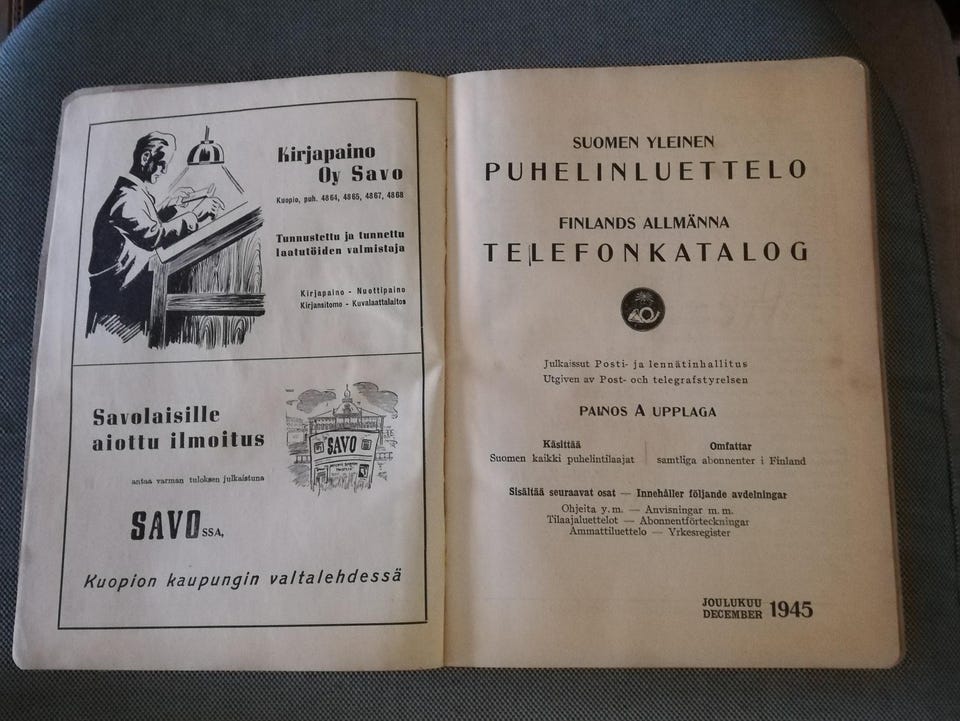 Kirjapaino
Oy Savo
Kuopio, puh. 4864, 4865, 4867, 4868
Tunnustettu ja tunnettu
laatutöiden valmistaja
Kirjapaino - Nuottipaino
Kirjansitomo - Kuvalaattalaitos
Savolaisille
aiottu ilmoitus
SAVO
antaa varman tuloksen julkaistuna
SAVOSSA,
Kuopion kaupungin valtalehdessä
SUOMEN YLEINEN
PUHELINLUETTELO
FINLANDS ALLMÄNNA
TELEFONKATALOG
Julkaissut Posti- ja lennätinhallitus
Utgiven av Post- och telegrafstyrelsen
PAINOS A UPPLAGA
Käsittää
Suomen kaikki puhelintilaajat
Omfattar
samtliga abonnenter i Finland
Sisältää seuraavat osat — Innehåller följande avdelningar
Ohjeita y. m. — Anvisningar m. m.
Tilaajaluettelot — Abonnentförteckningar
Ammattiluettelo — Yrkesregister
JOULUKUU
DECEMBER 1945